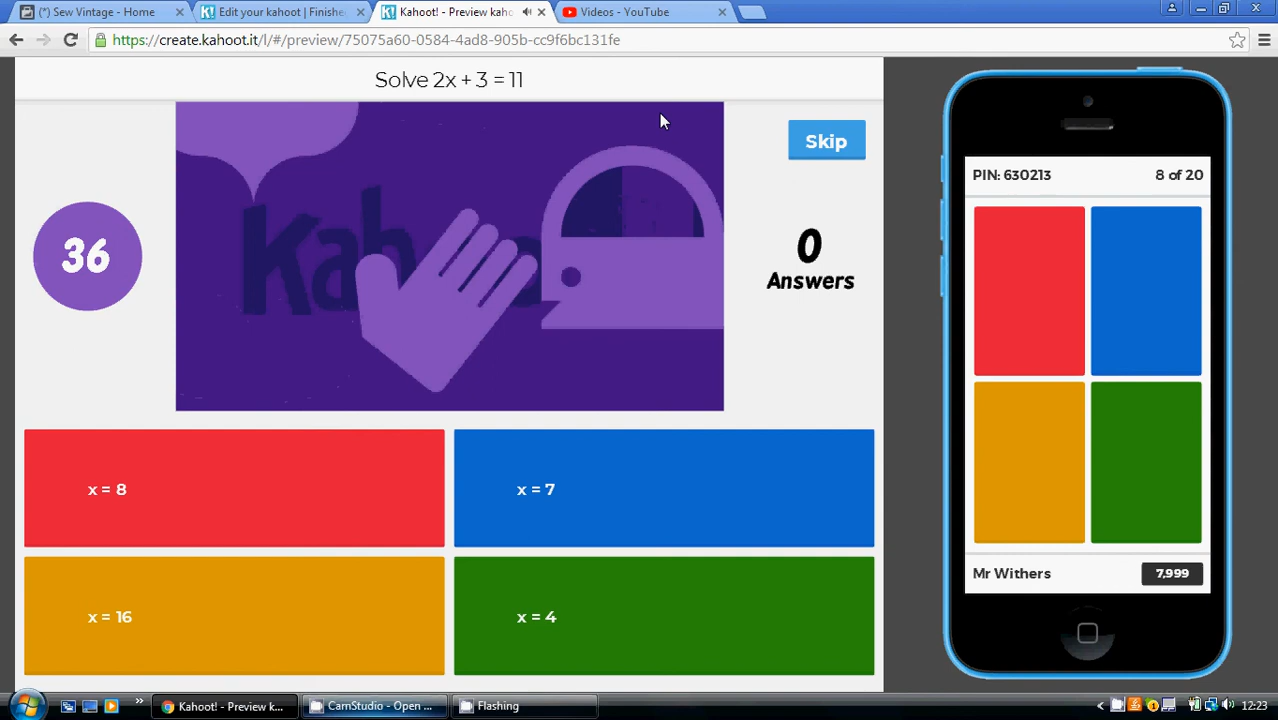 (*) Sew Vintage - Home
Edit your kahoot | Finishe
Kahoot! - Preview kaho
Videos - YouTube
https://create.kahoot.it/l/#/preview/75075a60-0584-4ad8-905b-cc9f6bc131fe
Solve 2x + 3 = 11
Skip
36
Kahoo
0
Answers
x = 8
x = 7
x = 16
x = 4
PIN: 630213
8 of 20
Mr Withers
7,999
Kahoot! - Preview k...
CamStudio - Open ...
Flashing
12:23